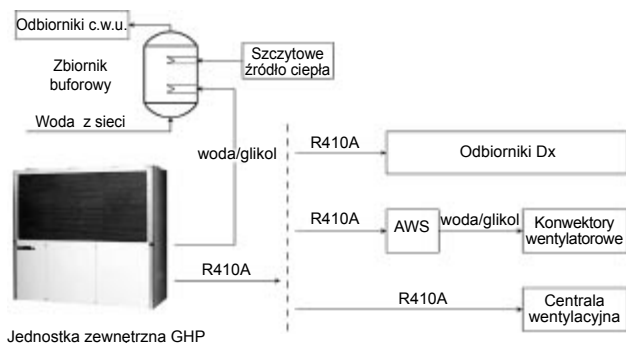 Odbiorniki c.w.u.
Zbiornik
buforowy
Szczytowe
źródło ciepła
Woda z sieci
woda/glikol
R410A
Odbiorniki Dx
R410A
AWS
woda/glikol
Konwektory
wentylatorowe
R410A
R410A
Centrala
wentylacyjna
Jednostka zewnętrzna GHP